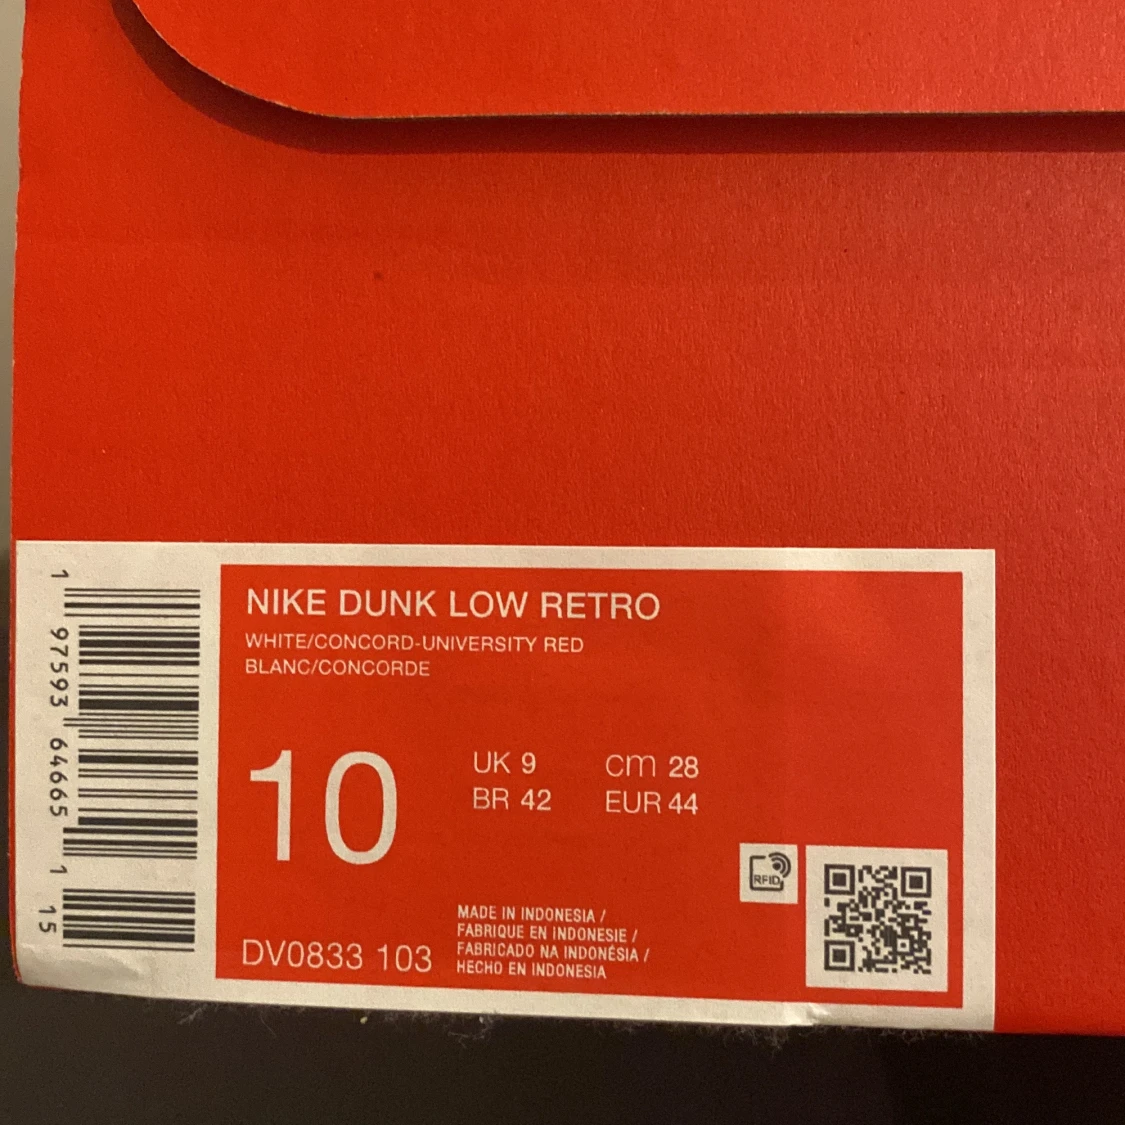 NIKE DUNK LOW RETRO
WHITE/CONCORD-UNIVERSITY RED
BLANC/CONCORDE
10
UK 9 cm 28
BR 42 EUR 44
RFID
DV0833 103
MADE IN INDONESIA /
FABRIQUE EN INDONESIE /
FABRICADO NA INDONÉSIA /
HECHO EN INDONESIA
1 97593 64665 1 15